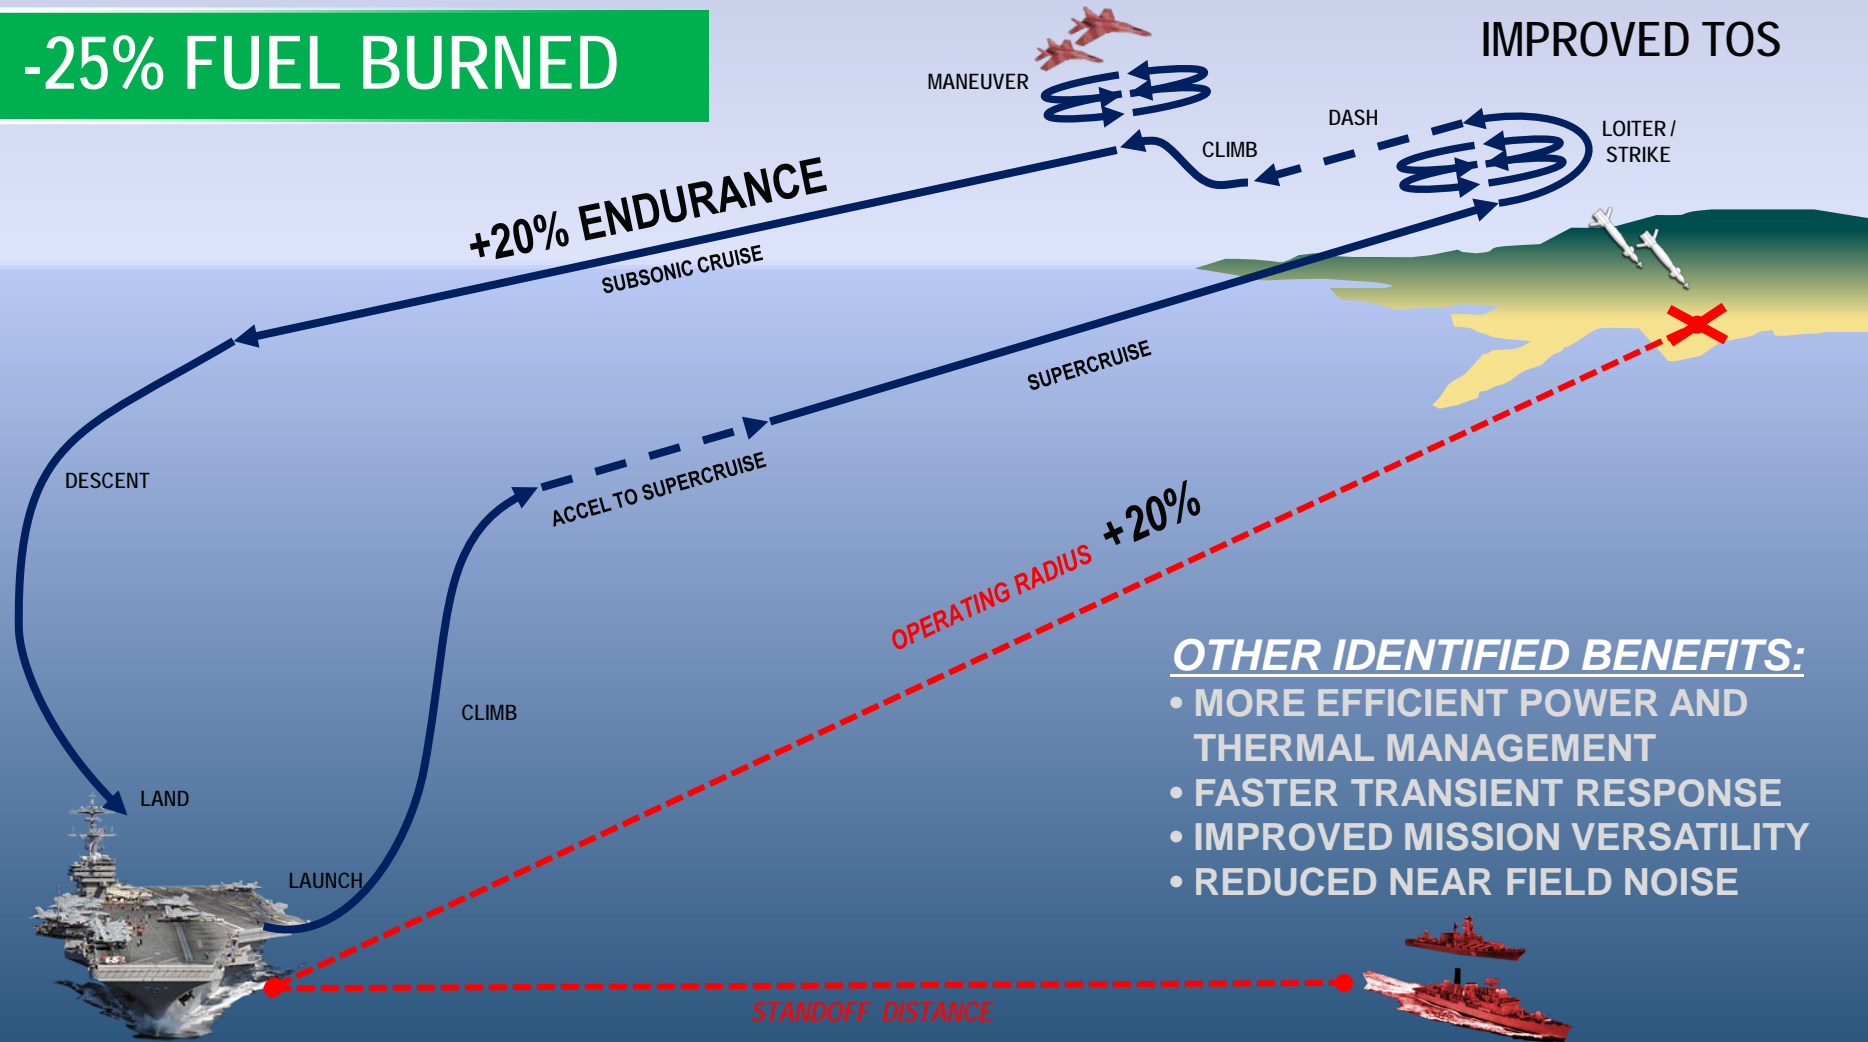 -25% FUEL BURNED
IMPROVED TOS
MANEUVER
DASH
LOITER /
STRIKE
CLIMB
+20% ENDURANCE
SUBSONIC CRUISE
SUPERCRUISE
DESCENT
ACCEL TO SUPERCRUISE
OPERATING RADIUS +20%
CLIMB
LAND
LAUNCH
OTHER IDENTIFIED BENEFITS:
• MORE EFFICIENT POWER AND
THERMAL MANAGEMENT
• FASTER TRANSIENT RESPONSE
• IMPROVED MISSION VERSATILITY
• REDUCED NEAR FIELD NOISE
STANDOFF DISTANCE